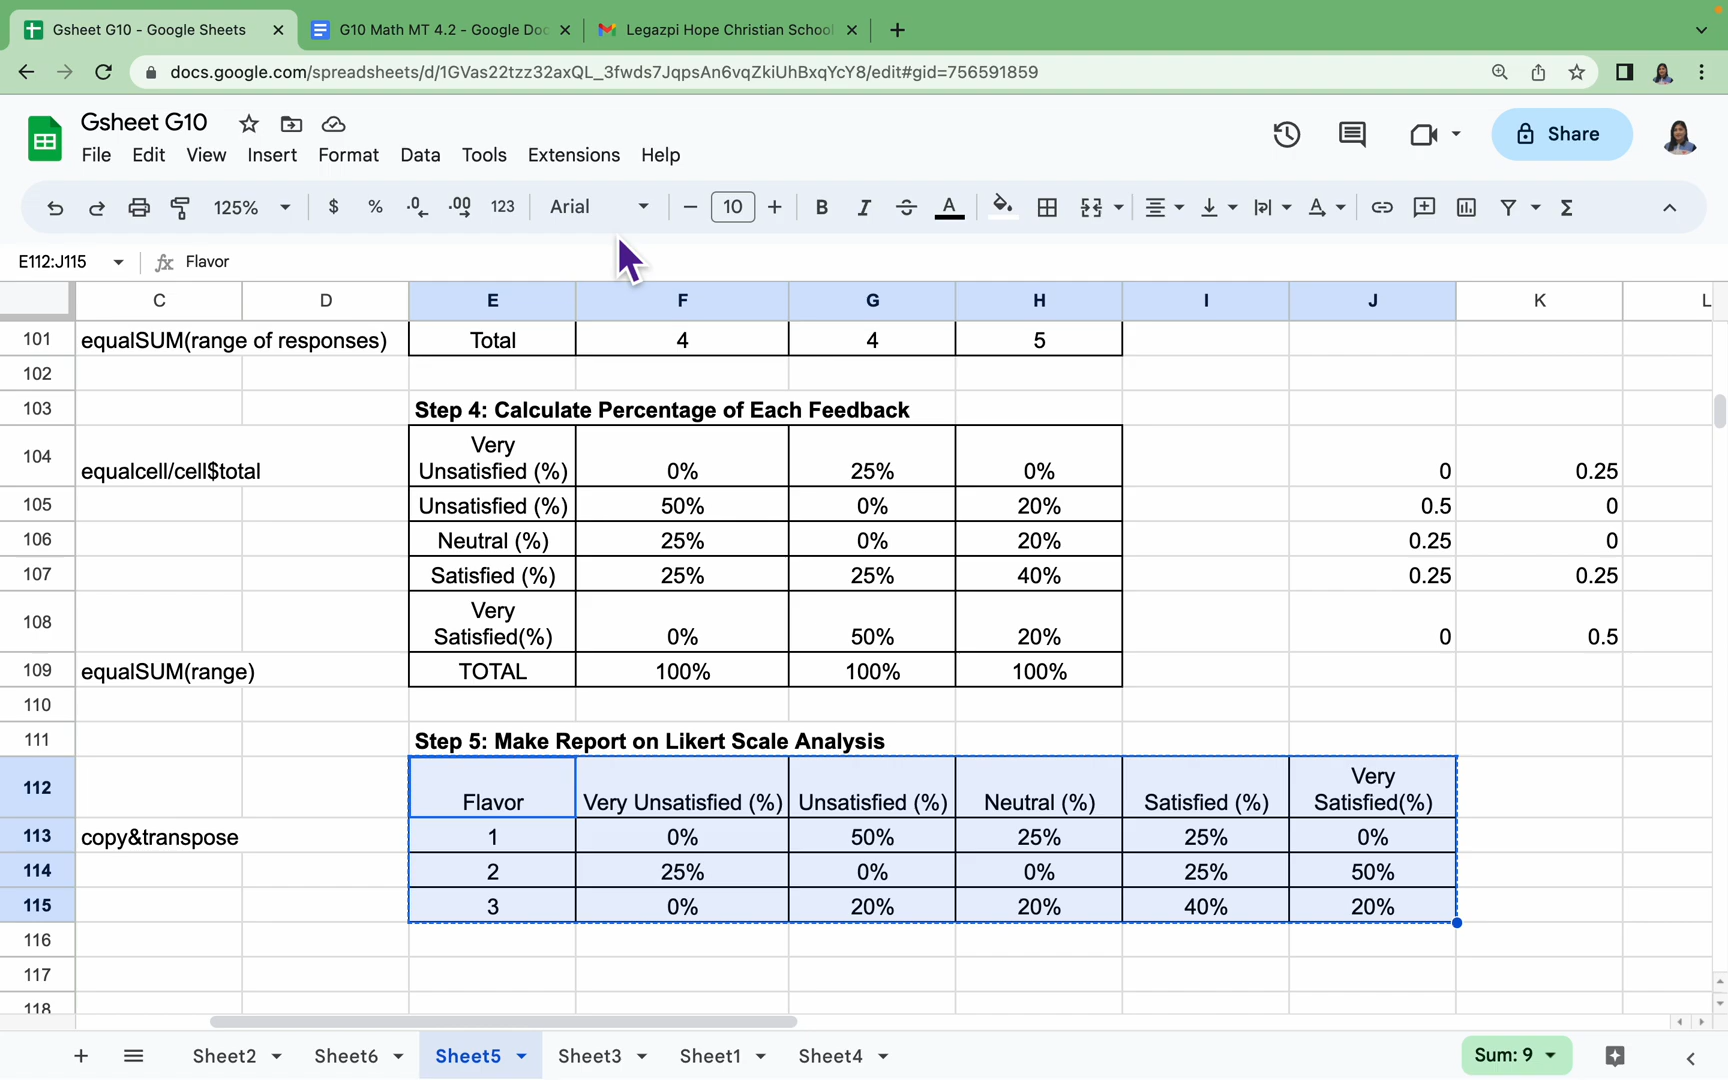 Gsheet G10 - Google Sheets
G10 Math MT 4.2 - Google Doc
Legazpi Hope Christian School
docs.google.com/spreadsheets/d/1GVas22tzz32axQL_3fwds7JqpsAn6vqZkiUhBxqYcY8/edit#gid=756591859
Gsheet G10
File Edit View Insert Format Data Tools Extensions Help
Share
125% $ % .0 .00 123 Arial 10 B I S A Σ
E112:J115 fx Flavor
C D E F G H I J K L
101 equalSUM(range of responses) Total 4 4 5
102
103 Step 4: Calculate Percentage of Each Feedback
104 equalcell/cell$total Very Unsatisfied (%) 0% 25% 0% 0 0.25
105 Unsatisfied (%) 50% 0% 20% 0.5 0
106 Neutral (%) 25% 0% 20% 0.25 0
107 Satisfied (%) 25% 25% 40% 0.25 0.25
108 Very Satisfied(%) 0% 50% 20% 0 0.5
109 equalSUM(range) TOTAL 100% 100% 100%
110
111 Step 5: Make Report on Likert Scale Analysis
112 Flavor Very Unsatisfied (%) Unsatisfied (%) Neutral (%) Satisfied (%) Very Satisfied(%)
113 copy&transpose 1 0% 50% 25% 25% 0%
114 2 25% 0% 0% 25% 50%
115 3 0% 20% 20% 40% 20%
116
117
118
Sheet2 Sheet6 Sheet5 Sheet3 Sheet1 Sheet4 Sum: 9